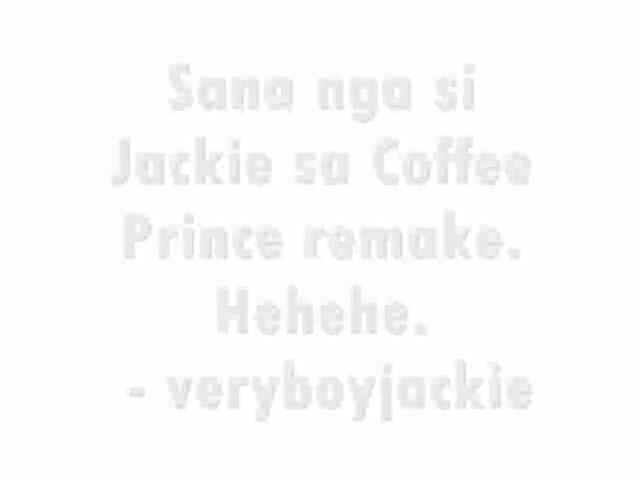 Sana nga si
Jackie sa Coffee
Prince remake.
Hehehe.
- veryboyjackie